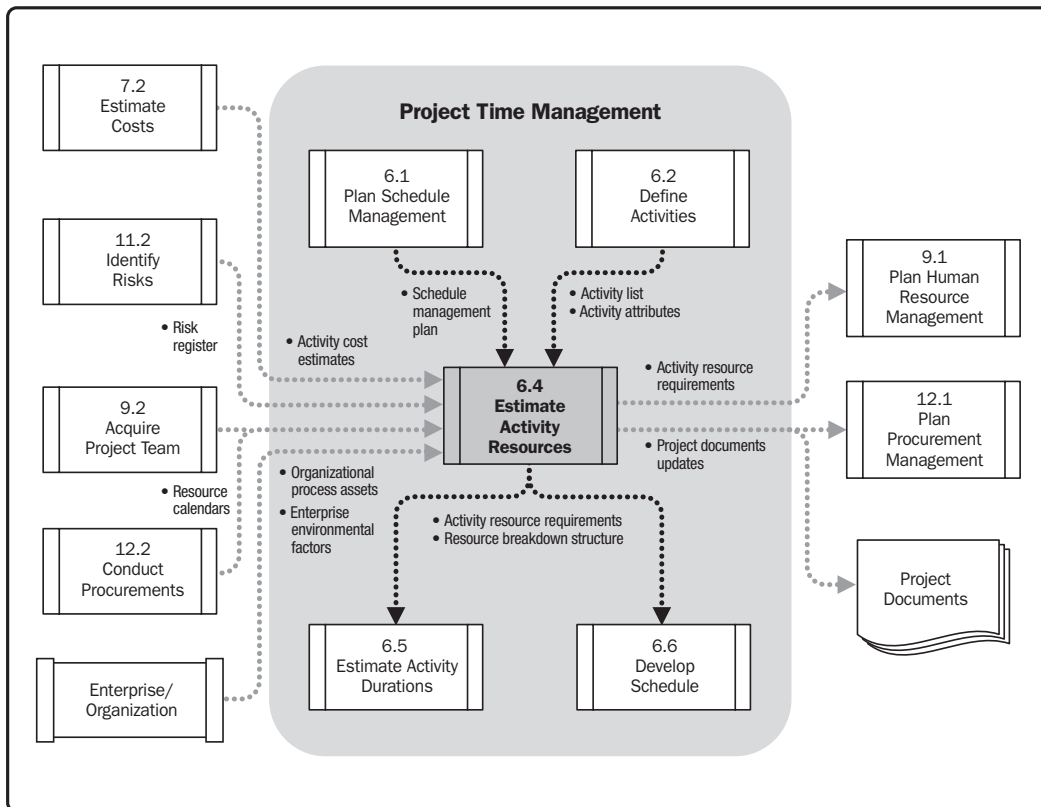 Project Time Management
7.2
Estimate
Costs
6.1
Plan Schedule
Management
6.2
Define
Activities
11.2
Identify
Risks
• Risk
register
9.1
Plan Human
Resource
Management
• Schedule
management
plan
• Activity list
• Activity attributes
• Activity cost
estimates
• Activity resource
requirements
6.4
Estimate
Activity
Resources
9.2
Acquire
Project Team
• Resource
calendars
12.1
Plan
Procurement
Management
• Project documents
updates
• Organizational
process assets
• Enterprise
environmental
factors
• Activity resource requirements
• Resource breakdown structure
12.2
Conduct
Procurements
Project
Documents
6.5
Estimate Activity
Durations
6.6
Develop
Schedule
Enterprise/
Organization